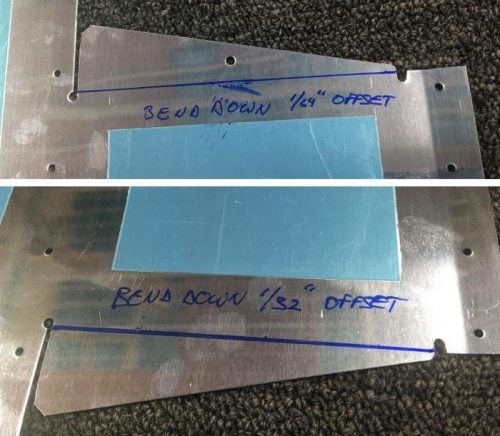 BEND DOWN 1/64" OFFSET
BEND DOWN 1/32" OFFSET